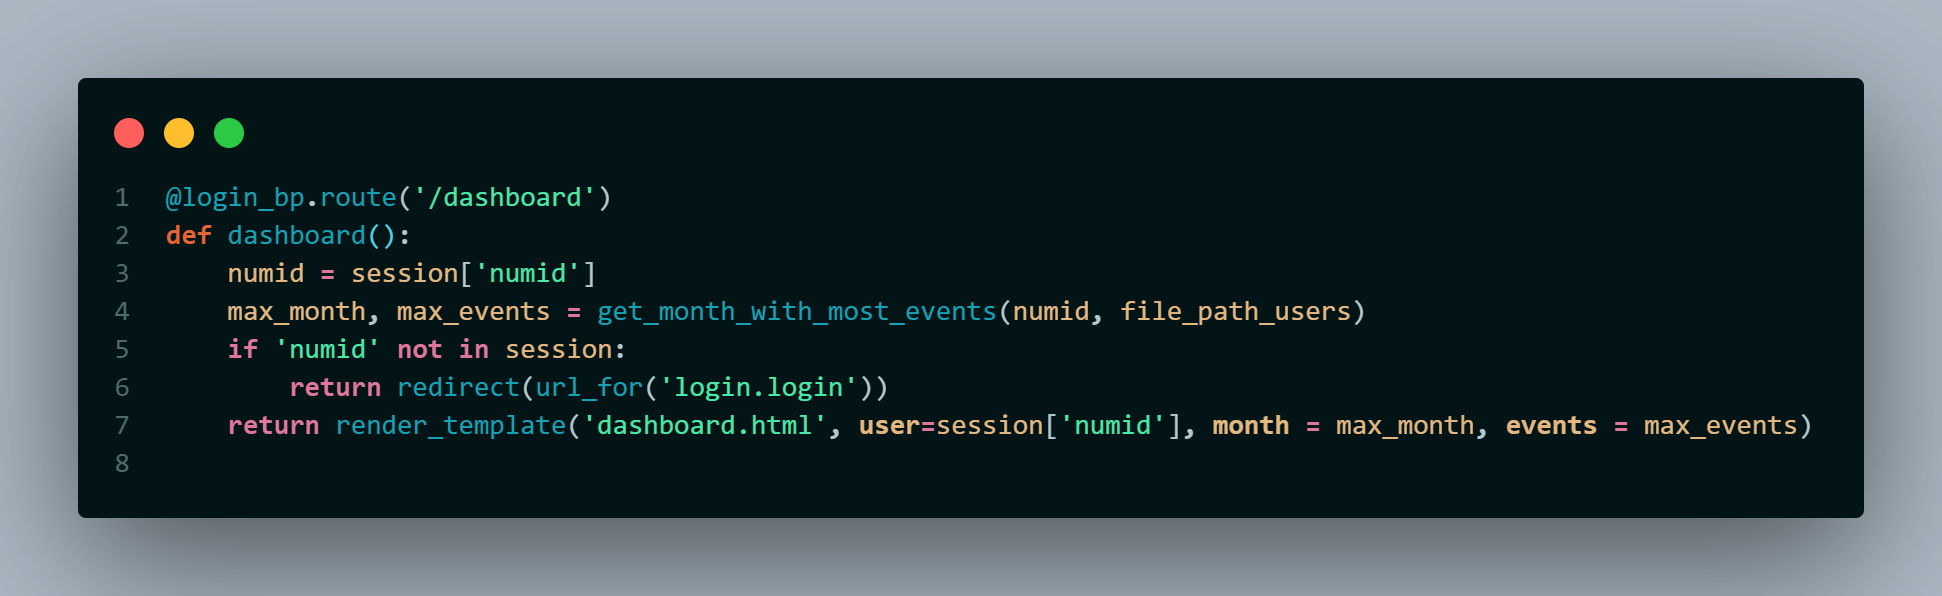 1 @login_bp.route('/dashboard')
2 def dashboard():
3     numid = session['numid']
4     max_month, max_events = get_month_with_most_events(numid, file_path_users)
5     if 'numid' not in session:
6         return redirect(url_for('login.login'))
7     return render_template('dashboard.html', user=session['numid'], month = max_month, events = max_events)
8